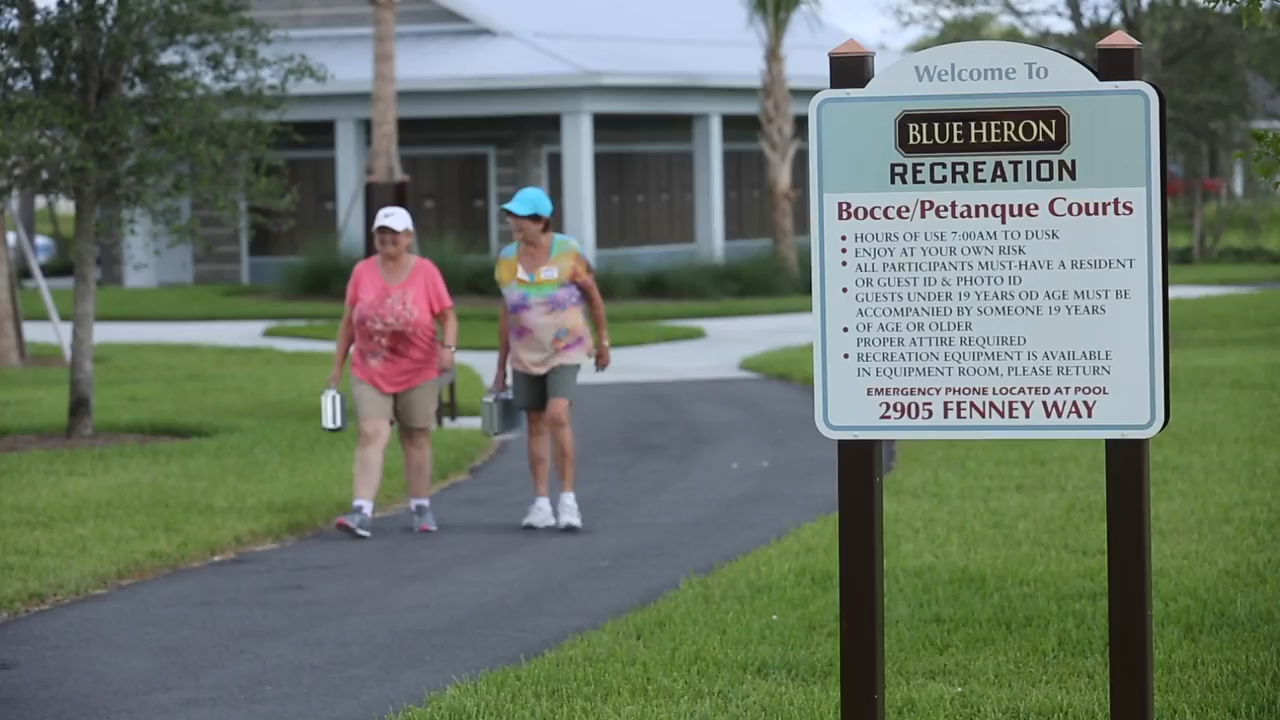 Welcome To
BLUE HERON
RECREATION
Bocce/Petanque Courts
• HOURS OF USE 7:00AM TO DUSK
• ENJOY AT YOUR OWN RISK
• ALL PARTICIPANTS MUST-HAVE A RESIDENT
OR GUEST ID & PHOTO ID
• GUESTS UNDER 19 YEARS OD AGE MUST BE
ACCOMPANIED BY SOMEONE 19 YEARS
• OF AGE OR OLDER
PROPER ATTIRE REQUIRED
• RECREATION EQUIPMENT IS AVAILABLE
IN EQUIPMENT ROOM, PLEASE RETURN
EMERGENCY PHONE LOCATED AT POOL
2905 FENNEY WAY